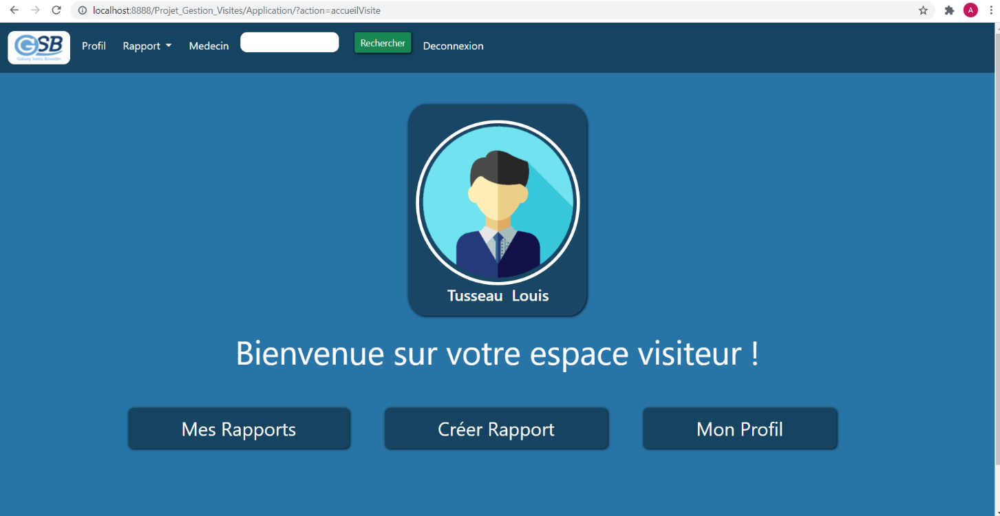 localhost:8888/Projet_Gestion_Visites/Application/?action=accueilVisite
A
GSB
Galaxy Swiss Bourdin
Profil
Rapport
Medecin
Rechercher
Deconnexion
Tusseau Louis
Bienvenue sur votre espace visiteur !
Mes Rapports
Créer Rapport
Mon Profil